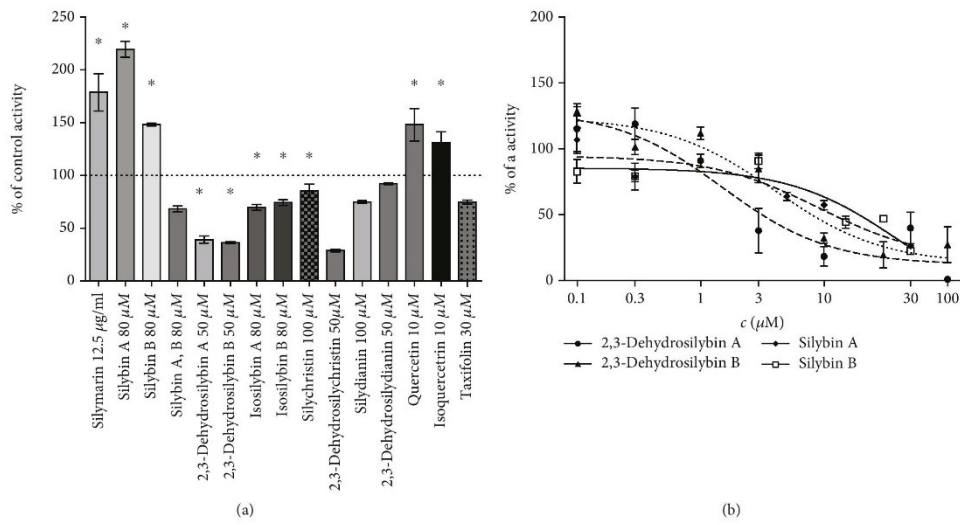 250
200
150
100
50
0
% of control activity
*
*
*
*
*
*
*
*
*
*
Silymarin 12.5 µg/ml
Silybin A 80 µM
Silybin B 80 µM
Silybin A, B 80 µM
2,3-Dehydrosilybin A 50 µM
2,3-Dehydrosilybin B 50 µM
Isosilybin A 80 µM
Isosilybin B 80 µM
Silychristin 100 µM
2,3-Dehydrosilychristin 50µM
Silydianin 100 µM
2,3-Dehydrosilydianin 50 µM
Quercetin 10 µM
Isoquercetrin 10 µM
Taxifolin 30 µM
(a)
200
150
100
50
0
% of a activity
0.1 0.3 1 3 10 30 100
c (µM)
2,3-Dehydrosilybin A
Silybin A
2,3-Dehydrosilybin B
Silybin B
(b)